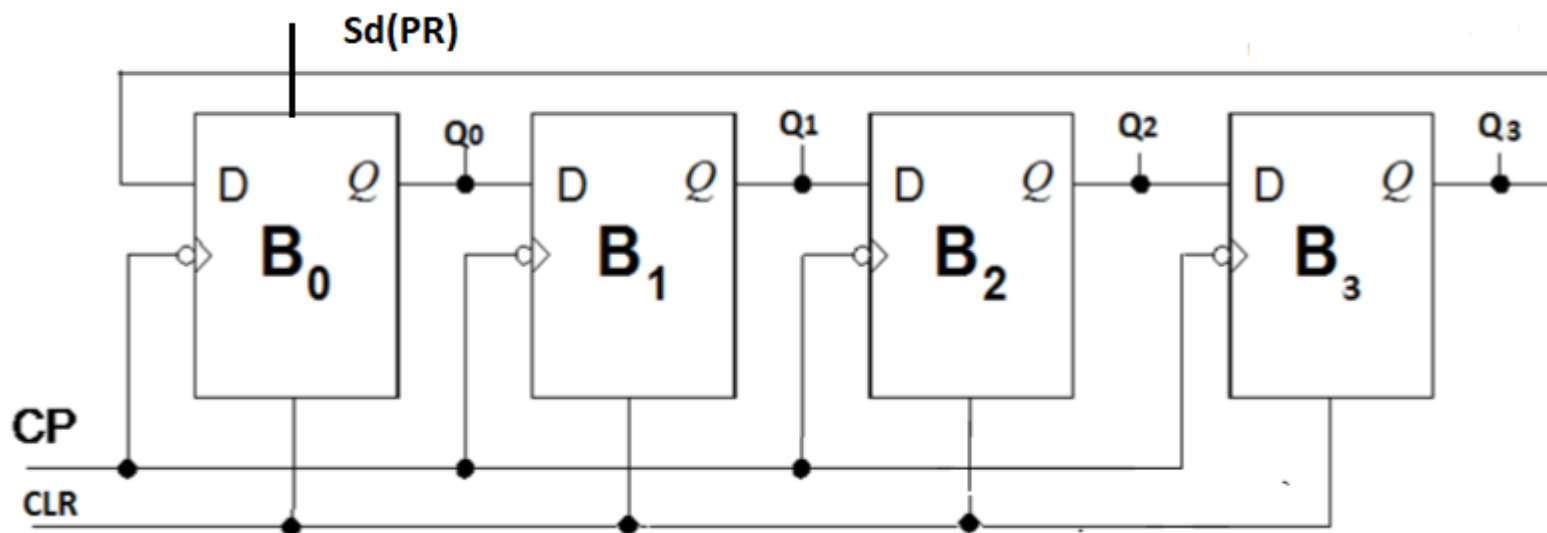 Sd(PR)
Q0 Q1 Q2 Q3
D Q D Q D Q D Q
B0 B1 B2 B3
CP
CLR